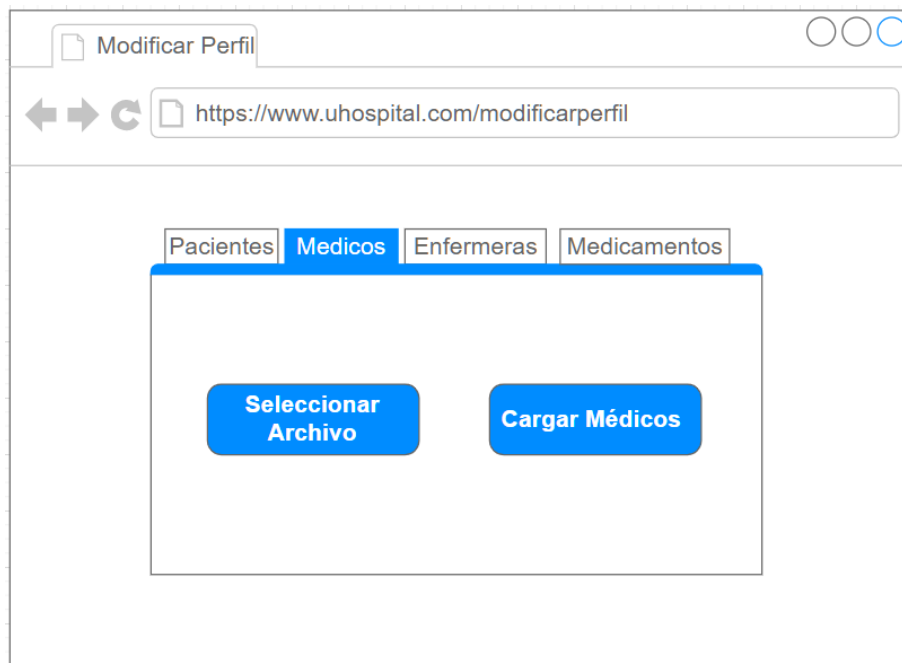 Modificar Perfil
https://www.uhospital.com/modificarperfil
Pacientes Medicos Enfermeras Medicamentos
Seleccionar
Archivo
Cargar Médicos